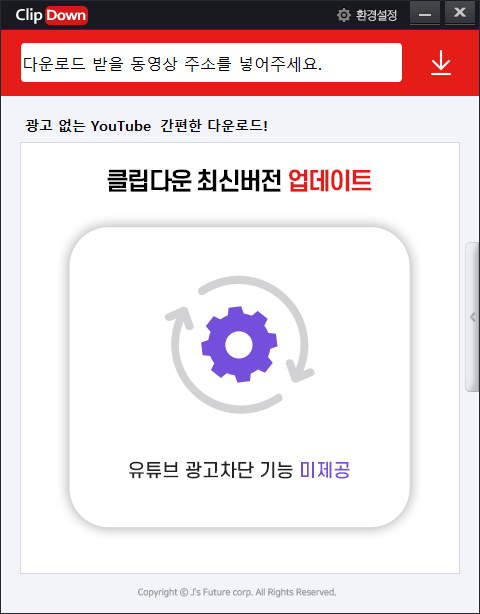 Clip Down
환경설정
다운로드 받을 동영상 주소를 넣어주세요.
광고 없는 YouTube 간편한 다운로드!
클립다운 최신버전 업데이트
유튜브 광고차단 기능 미제공
Copyright © J's Future corp. All Rights Reserved.